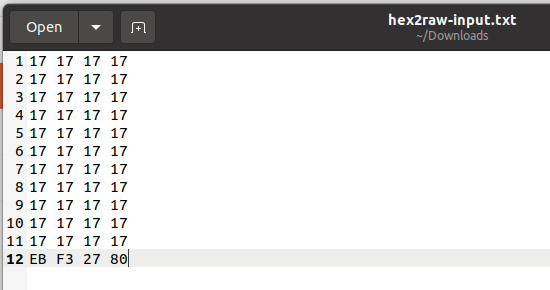 Open
hex2raw-input.txt
~/Downloads
1 17 17 17 17
2 17 17 17 17
3 17 17 17 17
4 17 17 17 17
5 17 17 17 17
6 17 17 17 17
7 17 17 17 17
8 17 17 17 17
9 17 17 17 17
10 17 17 17 17
11 17 17 17 17
12 EB F3 27 80